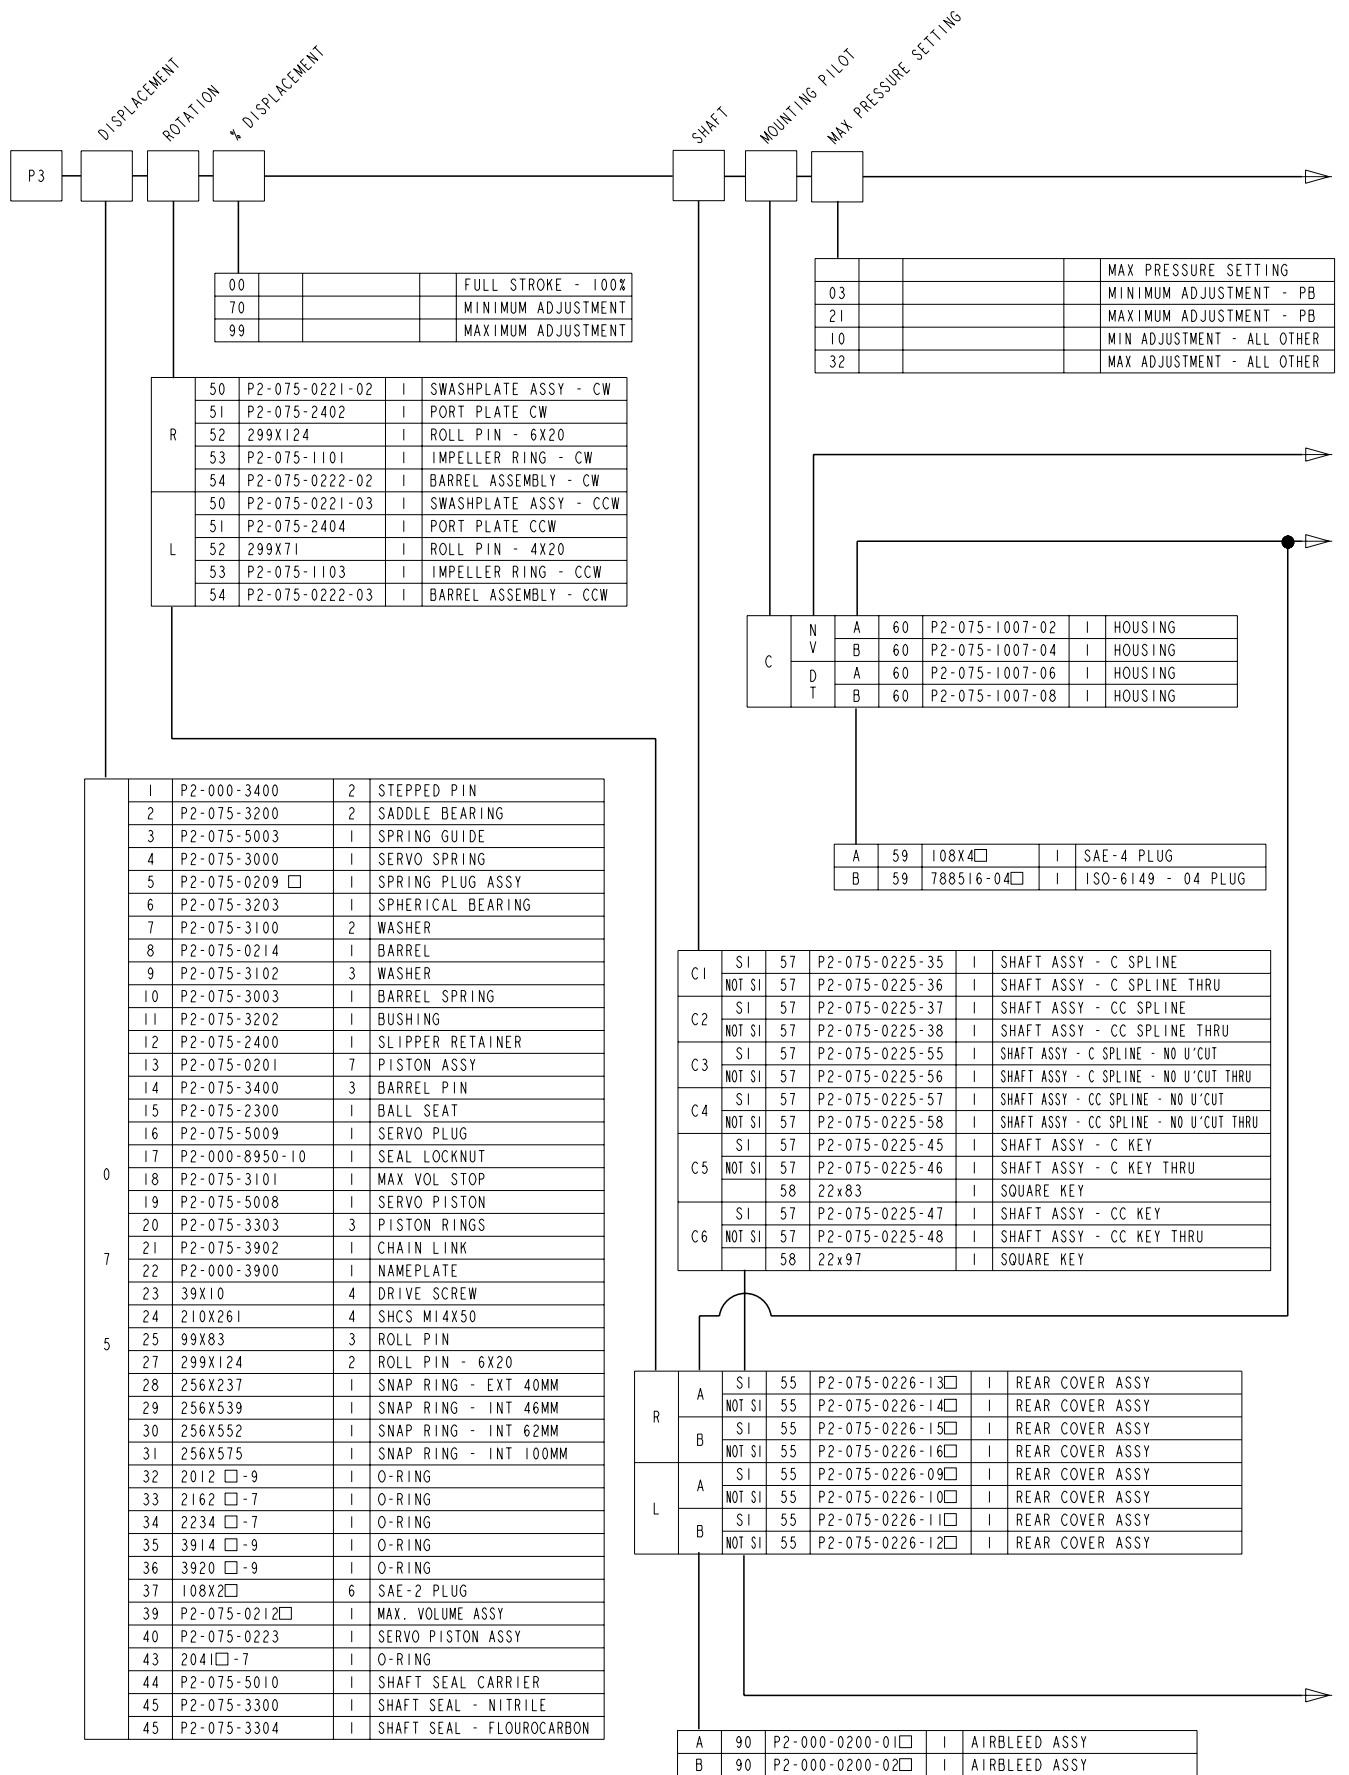 DISPLACEMENT
ROTATION
% DISPLACEMENT
SHAFT
MOUNTING PILOT
MAX PRESSURE SETTING
P3
00 FULL STROKE - 100%
70 MINIMUM ADJUSTMENT
99 MAXIMUM ADJUSTMENT
MAX PRESSURE SETTING
03 MINIMUM ADJUSTMENT - PB
21 MAXIMUM ADJUSTMENT - PB
10 MIN ADJUSTMENT - ALL OTHER
32 MAX ADJUSTMENT - ALL OTHER
R
50 P2-075-0221-02 1 SWASHPLATE ASSY - CW
51 P2-075-2402 1 PORT PLATE CW
52 299X124 1 ROLL PIN - 6X20
53 P2-075-1101 1 IMPELLER RING - CW
54 P2-075-0222-02 1 BARREL ASSEMBLY - CW
L
50 P2-075-0221-03 1 SWASHPLATE ASSY - CCW
51 P2-075-2404 1 PORT PLATE CCW
52 299X71 1 ROLL PIN - 4X20
53 P2-075-1103 1 IMPELLER RING - CCW
54 P2-075-0222-03 1 BARREL ASSEMBLY - CCW
C
NV
A 60 P2-075-1007-02 1 HOUSING
B 60 P2-075-1007-04 1 HOUSING
DT
A 60 P2-075-1007-06 1 HOUSING
B 60 P2-075-1007-08 1 HOUSING
A 59 108X4□ 1 SAE-4 PLUG
B 59 788516-04□ 1 ISO-6149 - 04 PLUG
075
1 P2-000-3400 2 STEPPED PIN
2 P2-075-3200 2 SADDLE BEARING
3 P2-075-5003 1 SPRING GUIDE
4 P2-075-3000 1 SERVO SPRING
5 P2-075-0209 □ 1 SPRING PLUG ASSY
6 P2-075-3203 1 SPHERICAL BEARING
7 P2-075-3100 2 WASHER
8 P2-075-0214 1 BARREL
9 P2-075-3102 3 WASHER
10 P2-075-3003 1 BARREL SPRING
11 P2-075-3202 1 BUSHING
12 P2-075-2400 1 SLIPPER RETAINER
13 P2-075-0201 7 PISTON ASSY
14 P2-075-3400 3 BARREL PIN
15 P2-075-2300 1 BALL SEAT
16 P2-075-5009 1 SERVO PLUG
17 P2-000-8950-10 1 SEAL LOCKNUT
18 P2-075-3101 1 MAX VOL STOP
19 P2-075-5008 1 SERVO PISTON
20 P2-075-3303 3 PISTON RINGS
21 P2-075-3902 1 CHAIN LINK
22 P2-000-3900 1 NAMEPLATE
23 39X10 4 DRIVE SCREW
24 210X261 4 SHCS M14X50
25 99X83 3 ROLL PIN
27 299X124 2 ROLL PIN - 6X20
28 256X237 1 SNAP RING - EXT 40MM
29 256X539 1 SNAP RING - INT 46MM
30 256X552 1 SNAP RING - INT 62MM
31 256X575 1 SNAP RING - INT 100MM
32 2012 □-9 1 O-RING
33 2162 □-7 1 O-RING
34 2234 □-7 1 O-RING
35 3914 □-9 1 O-RING
36 3920 □-9 1 O-RING
37 108X2□ 6 SAE-2 PLUG
39 P2-075-0212□ 1 MAX. VOLUME ASSY
40 P2-075-0223 1 SERVO PISTON ASSY
43 2041□-7 1 O-RING
44 P2-075-5010 1 SHAFT SEAL CARRIER
45 P2-075-3300 1 SHAFT SEAL - NITRILE
45 P2-075-3304 1 SHAFT SEAL - FLOUROCARBON
C1
S1 57 P2-075-0225-35 1 SHAFT ASSY - C SPLINE
NOT S1 57 P2-075-0225-36 1 SHAFT ASSY - C SPLINE THRU
C2
S1 57 P2-075-0225-37 1 SHAFT ASSY - CC SPLINE
NOT S1 57 P2-075-0225-38 1 SHAFT ASSY - CC SPLINE THRU
C3
S1 57 P2-075-0225-55 1 SHAFT ASSY - C SPLINE - NO U'CUT
NOT S1 57 P2-075-0225-56 1 SHAFT ASSY - C SPLINE - NO U'CUT THRU
C4
S1 57 P2-075-0225-57 1 SHAFT ASSY - CC SPLINE - NO U'CUT
NOT S1 57 P2-075-0225-58 1 SHAFT ASSY - CC SPLINE - NO U'CUT THRU
C5
S1 57 P2-075-0225-45 1 SHAFT ASSY - C KEY
NOT S1 57 P2-075-0225-46 1 SHAFT ASSY - C KEY THRU
58 22x83 1 SQUARE KEY
C6
S1 57 P2-075-0225-47 1 SHAFT ASSY - CC KEY
NOT S1 57 P2-075-0225-48 1 SHAFT ASSY - CC KEY THRU
58 22x97 1 SQUARE KEY
R
A
S1 55 P2-075-0226-13□ 1 REAR COVER ASSY
NOT S1 55 P2-075-0226-14□ 1 REAR COVER ASSY
B
S1 55 P2-075-0226-15□ 1 REAR COVER ASSY
NOT S1 55 P2-075-0226-16□ 1 REAR COVER ASSY
L
A
S1 55 P2-075-0226-09□ 1 REAR COVER ASSY
NOT S1 55 P2-075-0226-10□ 1 REAR COVER ASSY
B
S1 55 P2-075-0226-11□ 1 REAR COVER ASSY
NOT S1 55 P2-075-0226-12□ 1 REAR COVER ASSY
A 90 P2-000-0200-01□ 1 AIRBLEED ASSY
B 90 P2-000-0200-02□ 1 AIRBLEED ASSY